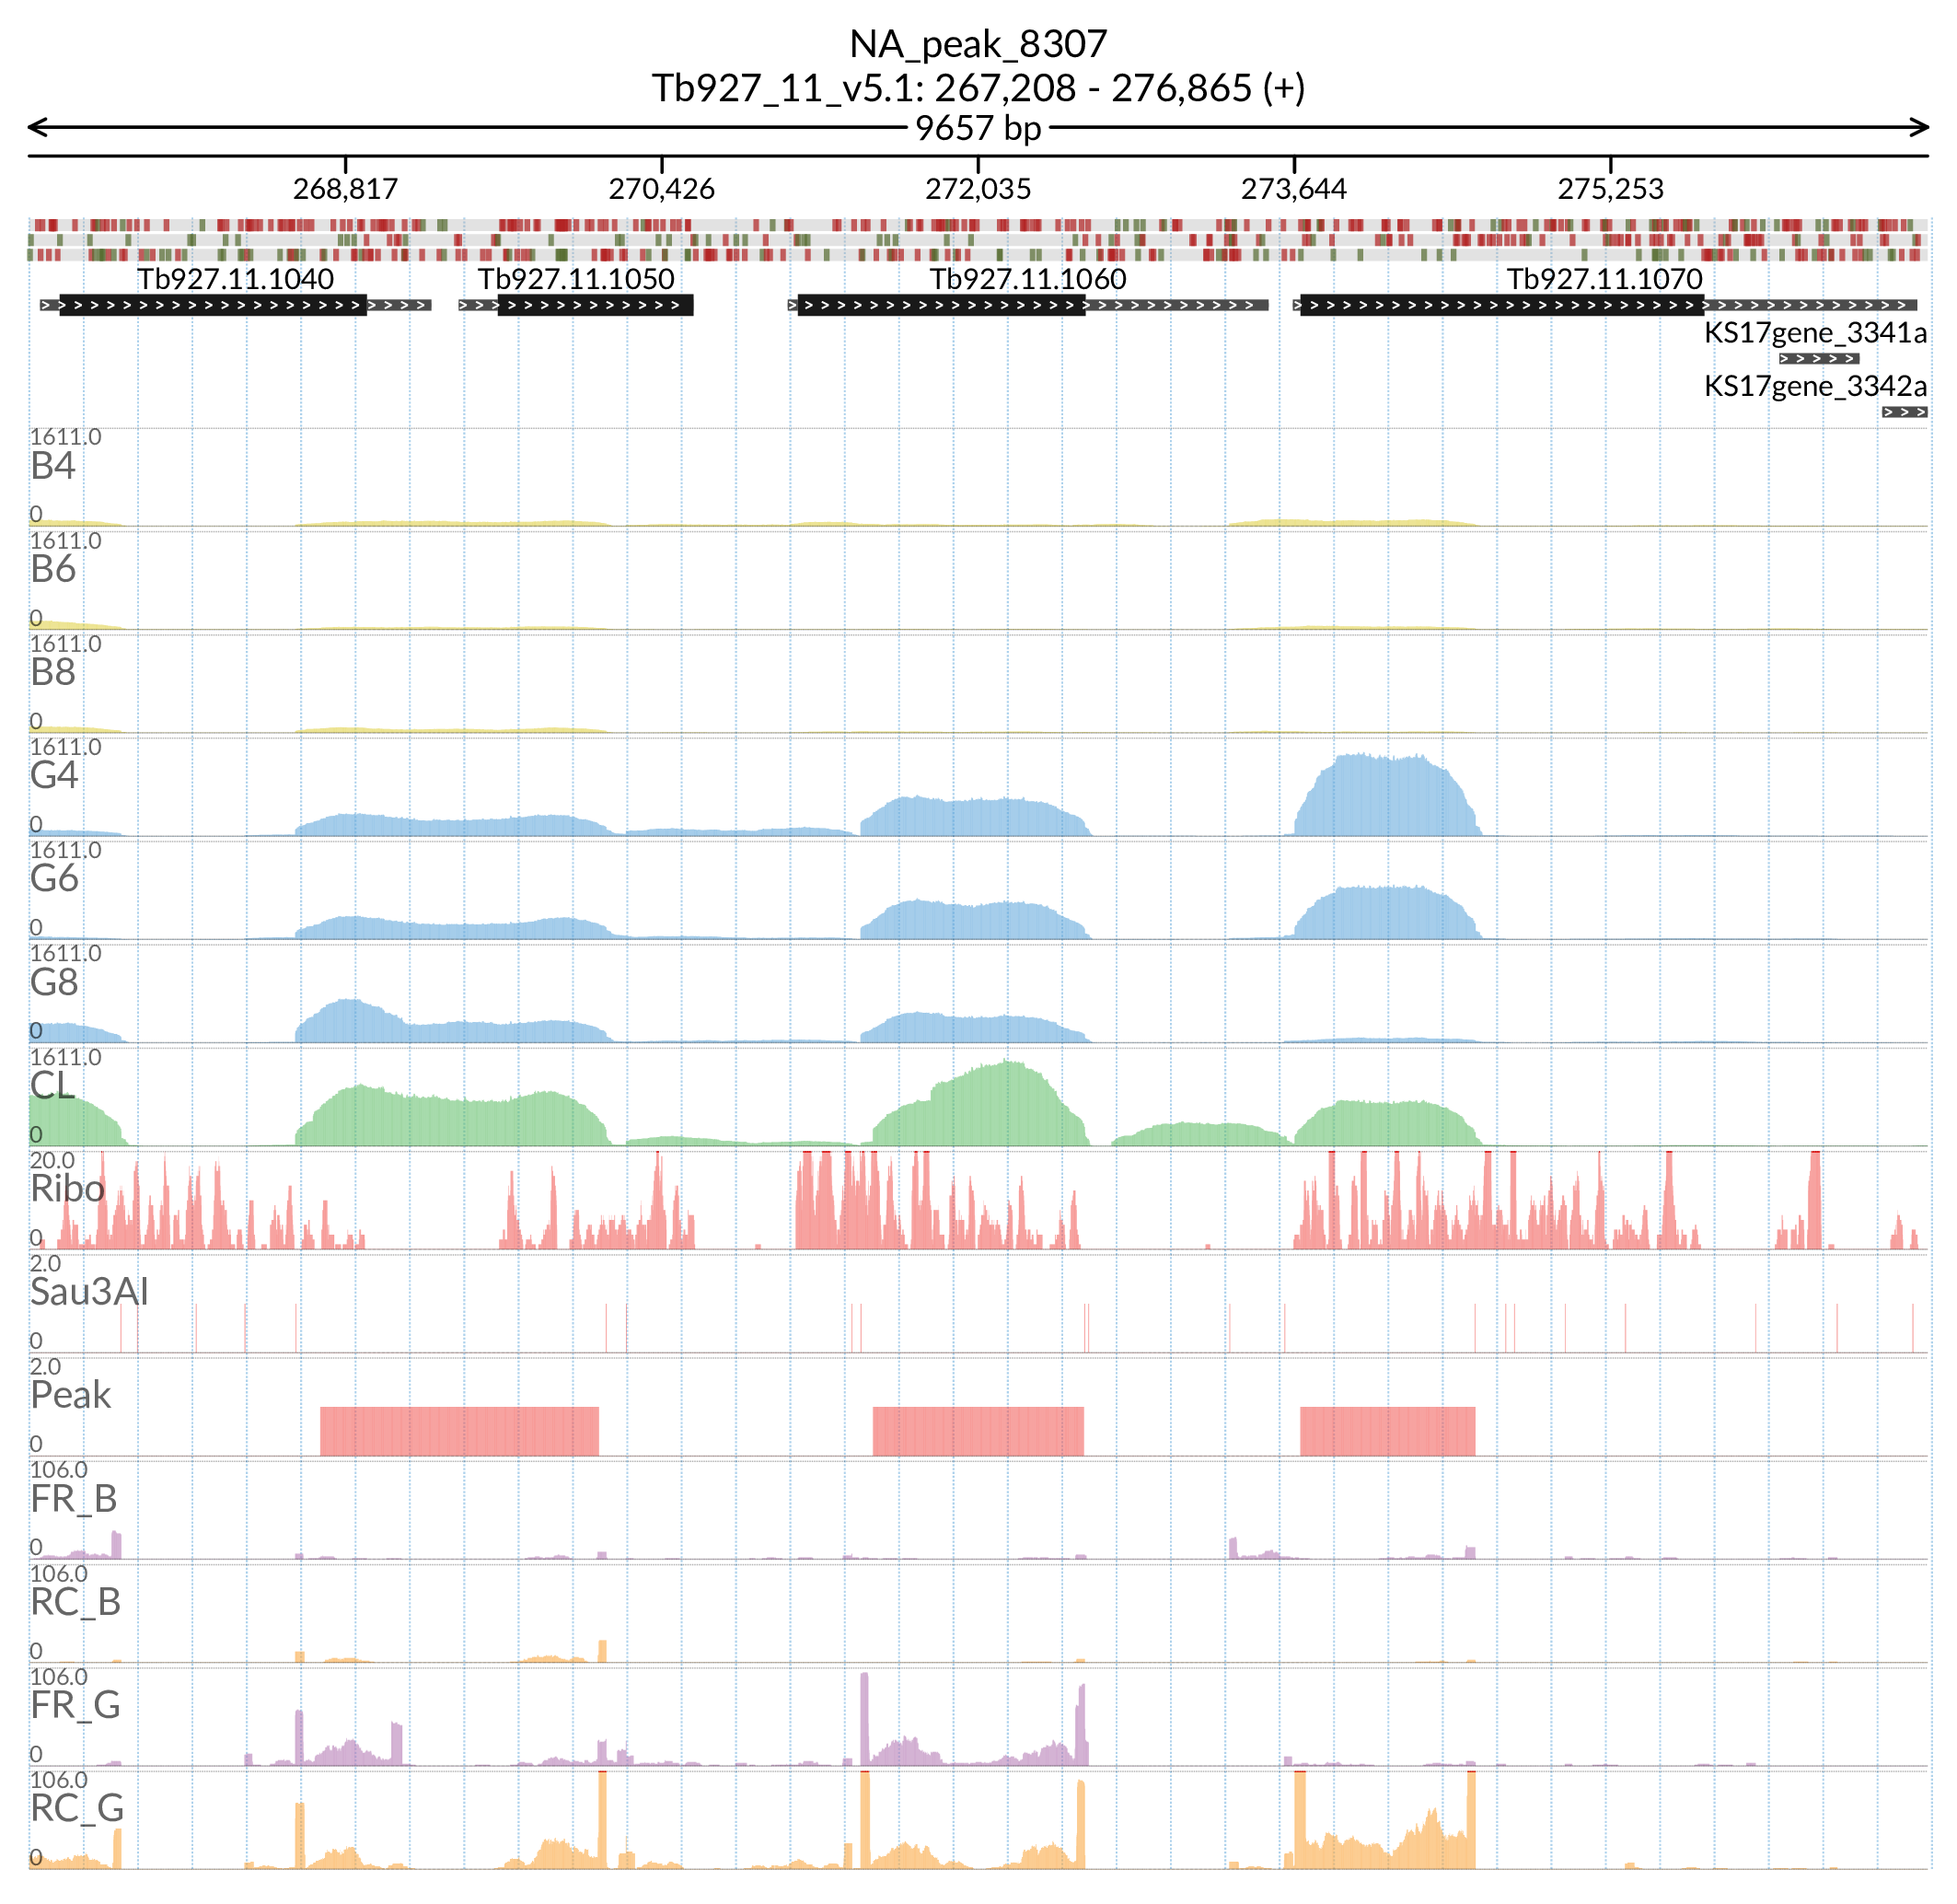 NA_peak_8307
Tb927_11_v5.1: 267,208 - 276,865 (+)
9657 bp
268,817 270,426 272,035 273,644 275,253
Tb927.11.1040 Tb927.11.1050 Tb927.11.1060 Tb927.11.1070
KS17gene_3341a
KS17gene_3342a
1611.0
B4
0
1611.0
B6
0
1611.0
B8
0
1611.0
G4
0
1611.0
G6
0
1611.0
G8
0
1611.0
CL
0
20.0
Ribo
0
2.0
Sau3AI
0
2.0
Peak
0
106.0
FR_B
0
106.0
RC_B
0
106.0
FR_G
0
106.0
RC_G
0